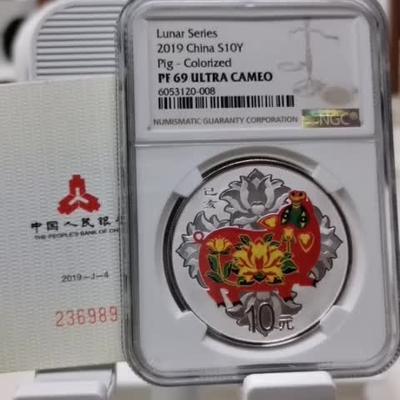 Lunar Series
2019 China S10Y
Pig - Colorized
PF 69 ULTRA CAMEO
6053120-008
NUMISMATIC GUARANTY CORPORATION
NGC
中国人民银
THE PEOPLE'S BANK OF CH
2019-J-4
236989
己亥
10元